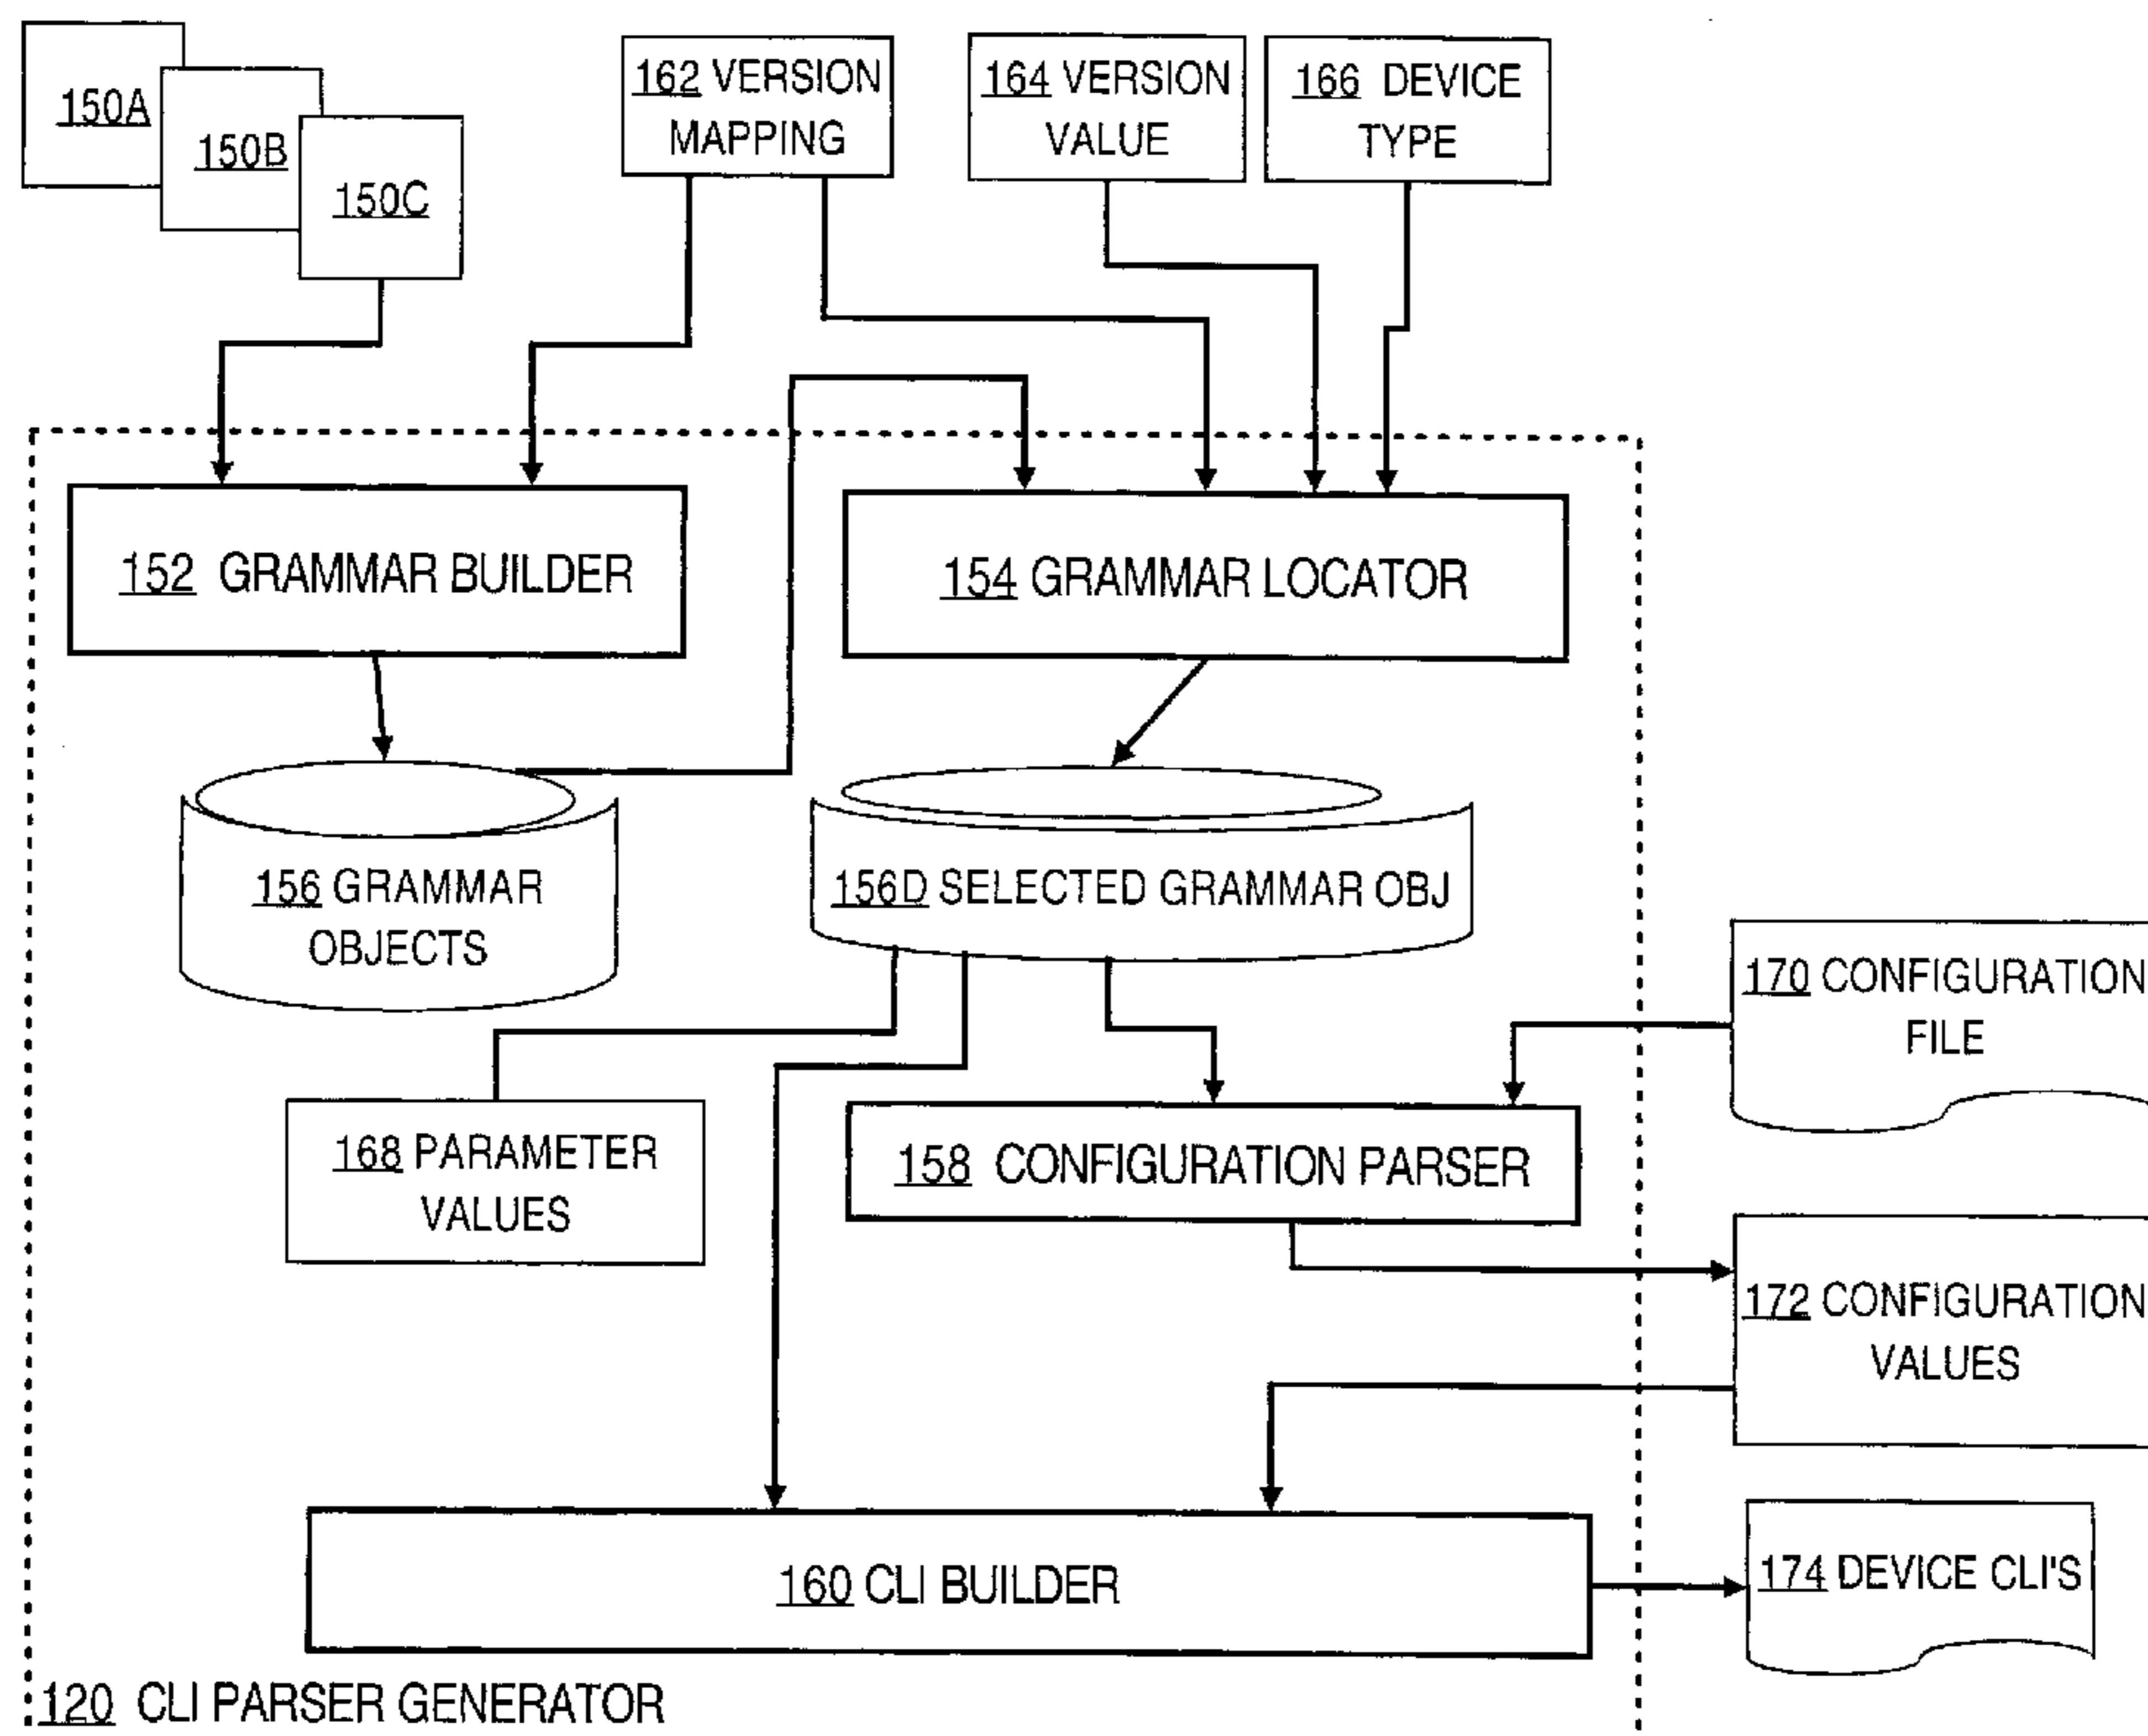 150A
150B
150C
162 VERSION
MAPPING
164 VERSION
VALUE
166 DEVICE
TYPE
152 GRAMMAR BUILDER
154 GRAMMAR LOCATOR
156 GRAMMAR
OBJECTS
156D SELECTED GRAMMAR OBJ
170 CONFIGURATION
FILE
168 PARAMETER
VALUES
158 CONFIGURATION PARSER
172 CONFIGURATION
VALUES
160 CLI BUILDER
174 DEVICE CLI'S
120 CLI PARSER GENERATOR